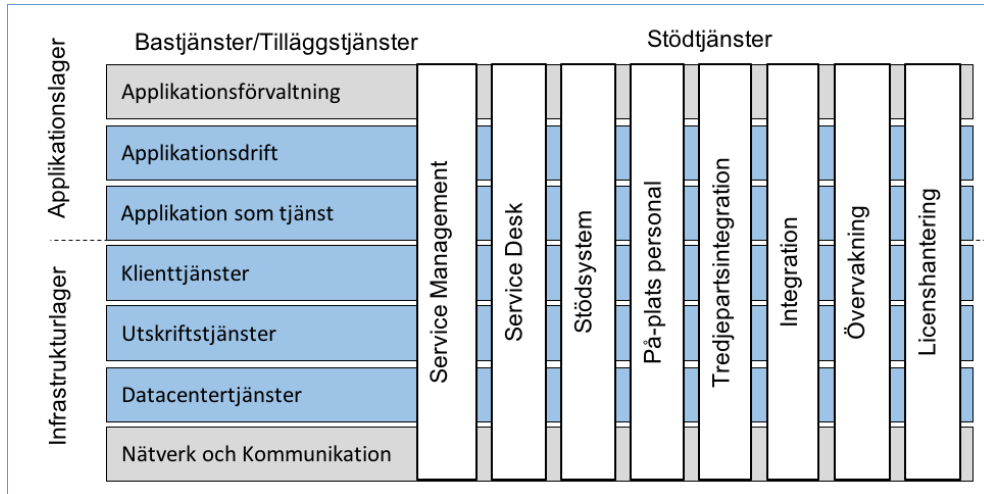 Bastjänster/Tilläggstjänster
Stödtjänster
Applikationslager
Applikationsförvaltning
Applikationsdrift
Applikation som tjänst
Infrastrukturlager
Klienttjänster
Utskriftstjänster
Datacentertjänster
Nätverk och Kommunikation
Service Management
Service Desk
Stödsystem
På-plats personal
Tredjepartsintegration
Integration
Övervakning
Licenshantering